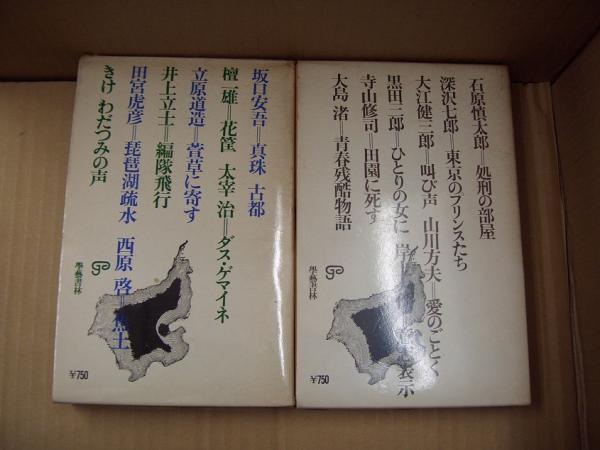 坂口安吾＝真珠 古都
檀一雄＝花筐 太宰 治＝ダス・ゲマイネ
立原道造＝萱草に寄す
井上立士＝編隊飛行
田宮虎彦＝琵琶湖疏水 西原 啓＝焦土
きけ わだつみの声
學藝書林
¥750
石原慎太郎＝処刑の部屋
深沢七郎＝東京のプリンスたち
大江健三郎＝叫び声 山川方夫＝愛のごとく
黒田三郎＝ひとりの女に 岸上
表示
寺山修司＝田園に死す
大島 渚＝青春残酷物語
學藝書林
¥750